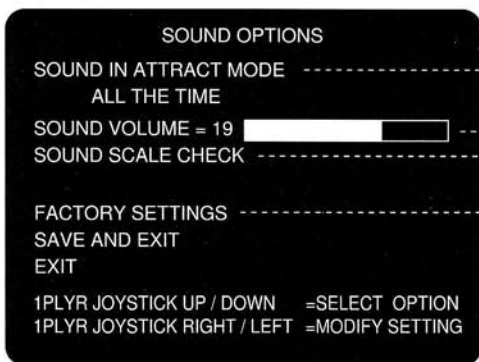 SOUND OPTIONS
SOUND IN ATTRACT MODE
ALL THE TIME
SOUND VOLUME = 19
SOUND SCALE CHECK
FACTORY SETTINGS
SAVE AND EXIT
EXIT
1PLYR JOYSTICK UP / DOWN =SELECT OPTION
1PLYR JOYSTICK RIGHT / LEFT =MODIFY SETTING